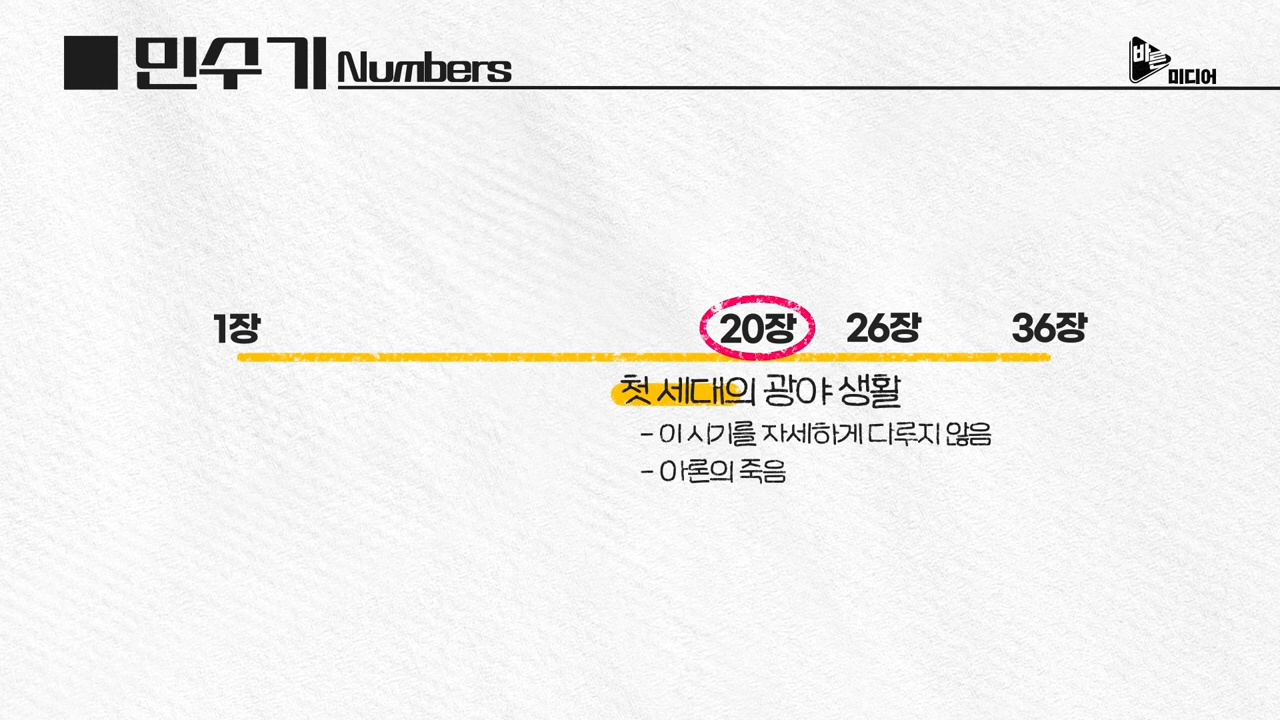 민수기 Numbers
바른
미디어
1장 20장 26장 36장
첫 세대의 광야 생활
- 이 시기를 자세하게 다루지 않음
- 아론의 죽음